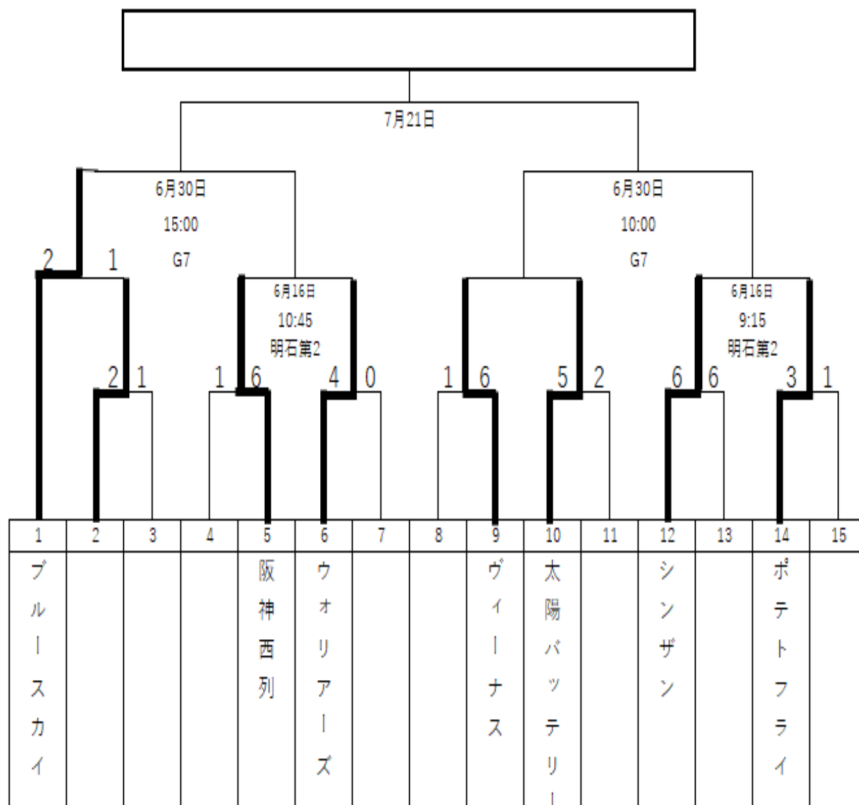 7月21日
6月30日
15:00
G7
6月30日
10:00
G7
2 1
6月16日
10:45
明石第2
6月16日
9:15
明石第2
2 1 1 6 4 0 1 6 5 2 6 6 3 1
1 2 3 4 5 6 7 8 9 10 11 12 13 14 15
ブルースカイ
阪神西列
ウォリアーズ
ヴィーナス
太陽バッテリー
シンザン
ポテトフライ